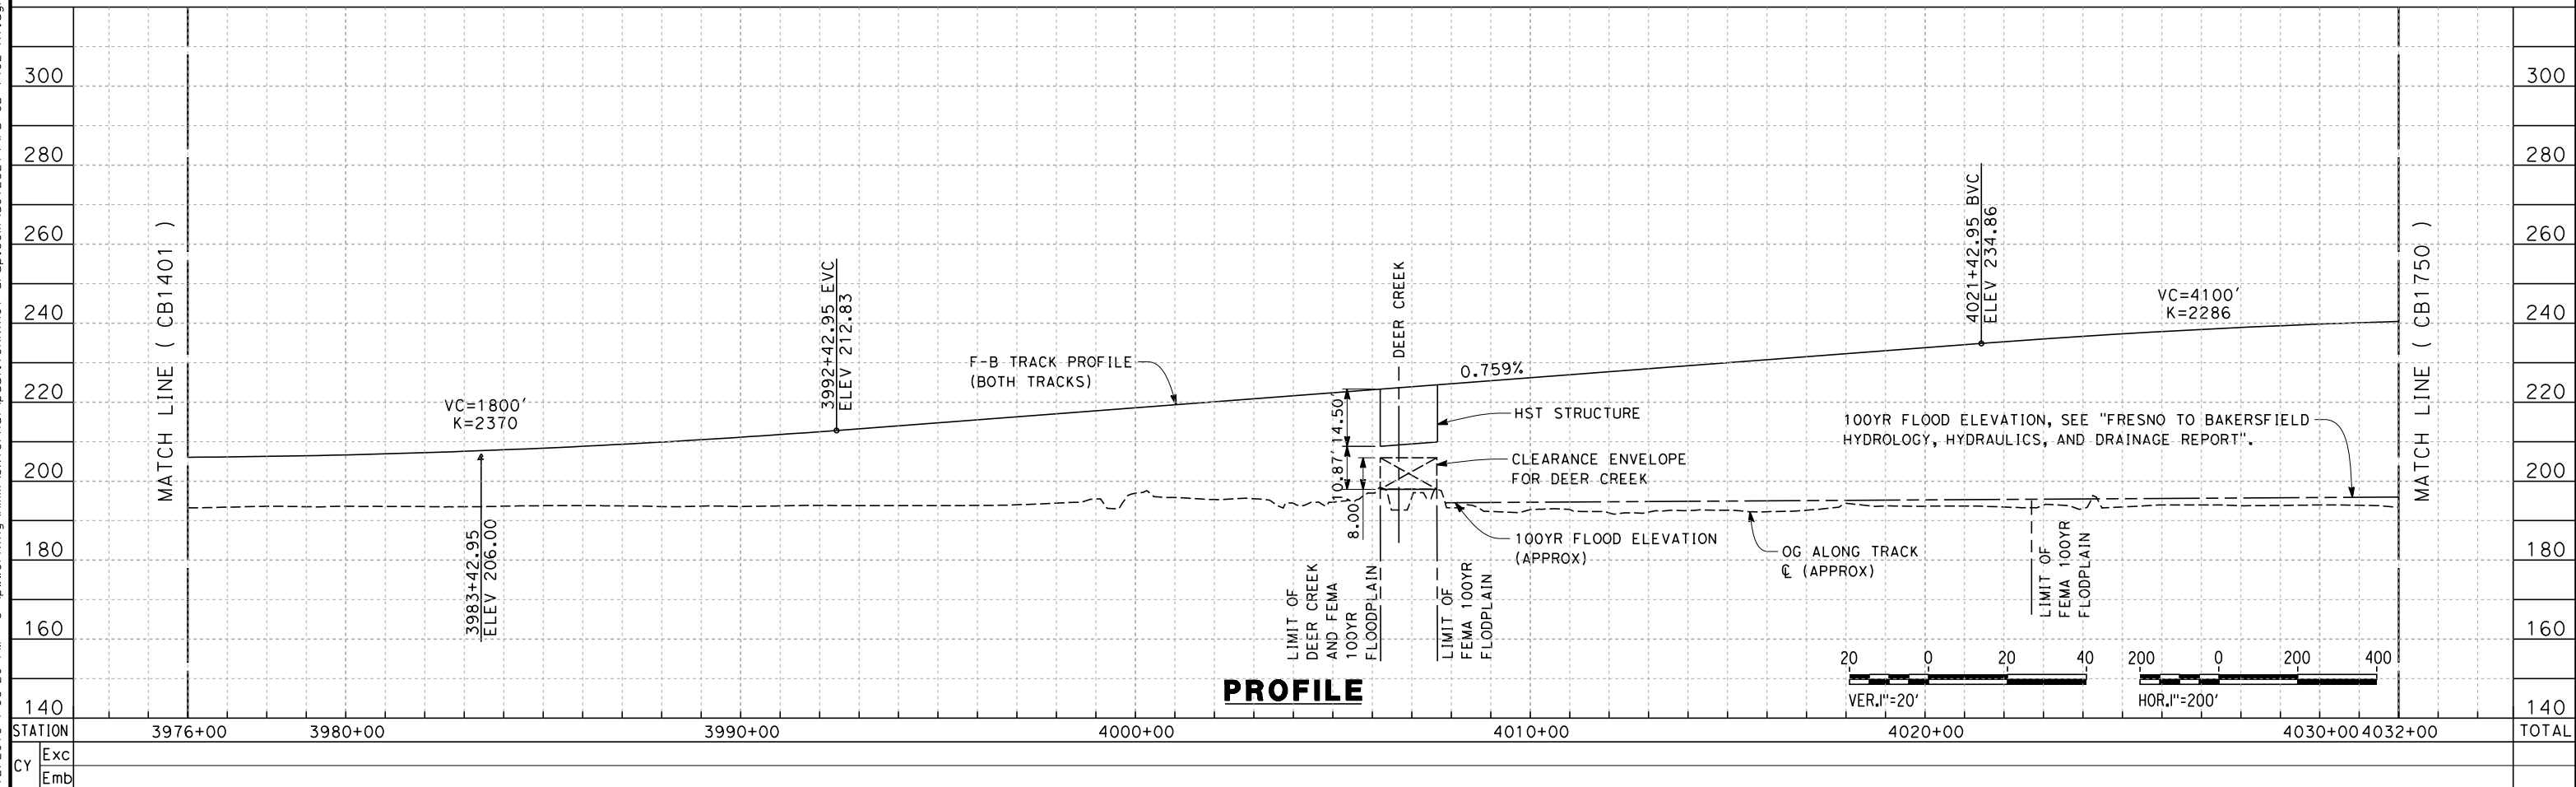 300
280
260
240
220
200
180
160
140
MATCH LINE ( CB1401 )
VC=1800'
K=2370
3983+42.95
ELEV 206.00
3992+42.95 EVC
ELEV 212.83
F-B TRACK PROFILE
(BOTH TRACKS)
DEER CREEK
14.50'
10.87'
8.00'
0.759%
HST STRUCTURE
CLEARANCE ENVELOPE
FOR DEER CREEK
100YR FLOOD ELEVATION
(APPROX)
LIMIT OF
DEER CREEK
AND FEMA
100YR
FLOODPLAIN
LIMIT OF
FEMA 100YR
FLODPLAIN
OG ALONG TRACK
℄ (APPROX)
4021+42.95 BVC
ELEV 234.86
VC=4100'
K=2286
100YR FLOOD ELEVATION, SEE "FRESNO TO BAKERSFIELD
HYDROLOGY, HYDRAULICS, AND DRAINAGE REPORT".
LIMIT OF
FEMA 100YR
FLODPLAIN
MATCH LINE ( CB1750 )
300
280
260
240
220
200
180
160
140
PROFILE
20 0 20 40
VER.1"=20'
200 0 200 400
HOR.1"=200'
STATION 3976+00 3980+00 3990+00 4000+00 4010+00 4020+00 4030+00 4032+00 TOTAL
CY
Exc
Emb